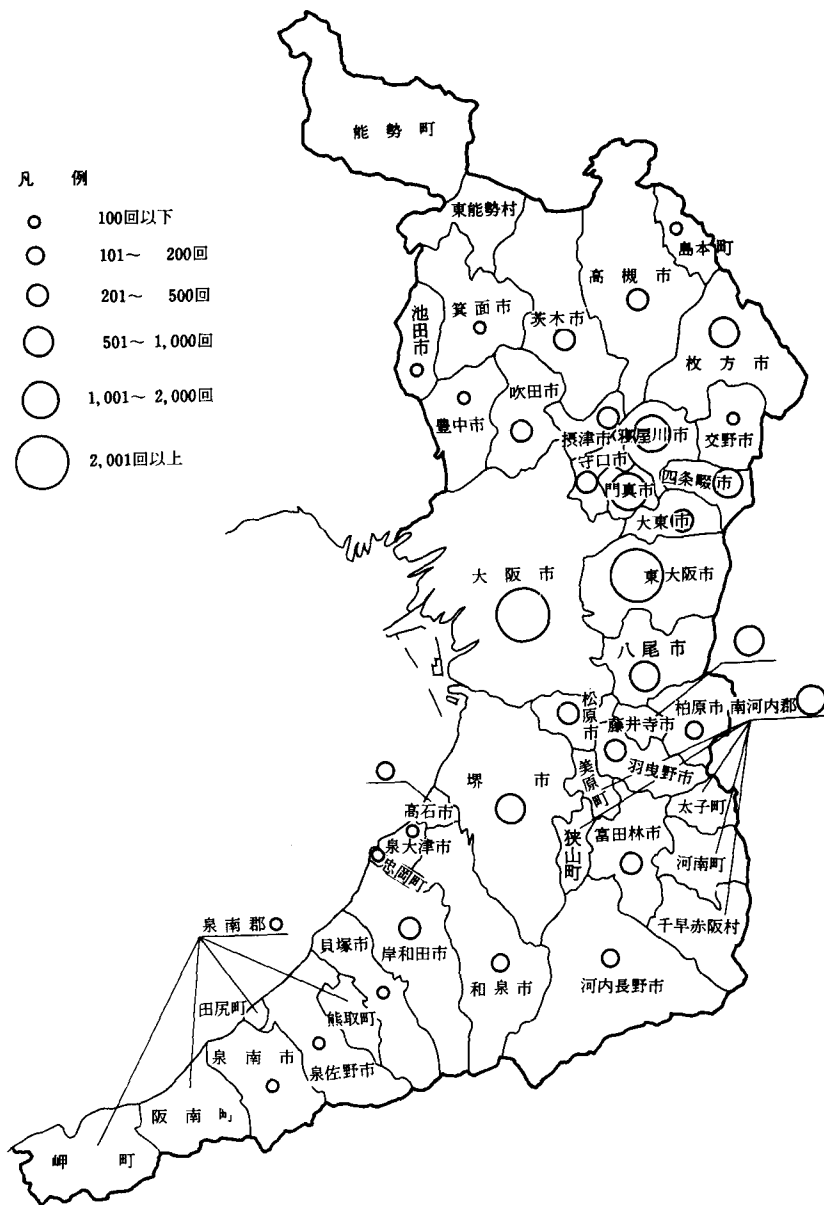 凡例
100回以下
101～ 200回
201～ 500回
501～ 1,000回
1,001～ 2,000回
2,001回以上
能勢町
東能勢村
島本町
高槻市
池田市
箕面市
茨木市
枚方市
吹田市
豊中市
摂津市
寝屋川市
交野市
守口市
門真市
四条畷市
大東市
大阪市
東大阪市
八尾市
松原市
藤井寺市
柏原市
南河内郡
堺市
美原町
羽曳野市
太子町
高石市
泉大津市
忠岡町
狭山町
富田林市
河南町
千早赤阪村
泉南郡
貝塚市
岸和田市
和泉市
河内長野市
田尻町
熊取町
泉南市
泉佐野市
阪南町
岬町